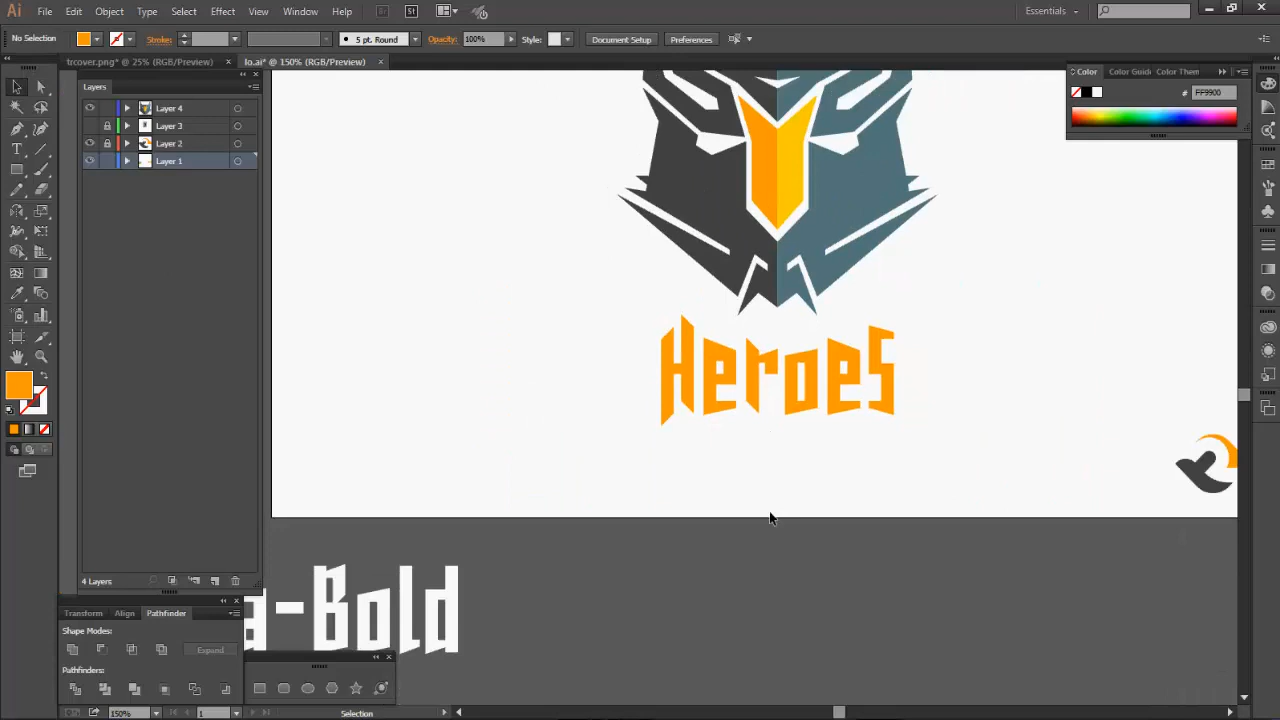 Ai File Edit Object Type Select Effect View Window Help Br St Essentials
No Selection Stroke: 5 pt. Round Opacity: 100% Style: Document Setup Preferences
trcover.png* @ 25% (RGB/Preview) × lo.ai* @ 150% (RGB/Preview) ×
Layers
Color Color Guide Color Them
Layer 4
# FF9900
Layer 3
Layer 2
Layer 1
Heroes
4 Layers
a-Bold
Transform Align Pathfinder
Shape Modes:
Expand
Pathfinders:
150% 1 Selection